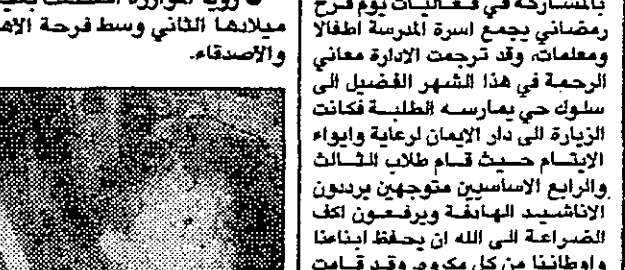 بالمشاركة في فعاليات يوم فرح
رمضاني يجمع اسرة المدرسة اطفالا
ومعلمات، وقد ترجمت الادارة معاني
الرحمة في هذا الشهر الفضيل الى
سلوك حي يمارسه الطلبة فكانت
الزيارة الى دار الايمان لرعاية وايواء
الايتام حيث قام طلاب الثالث
والرابع الاساسيين متوجهين يرددون
الاناشيد الهادفة ويرفعون اكف
الضراعة الى الله ان يحفظ ابناءنا
واوطاننا من كل مكروه. وقد قامت
ميلادها الثاني وسط فرحة
والاصدقاء.